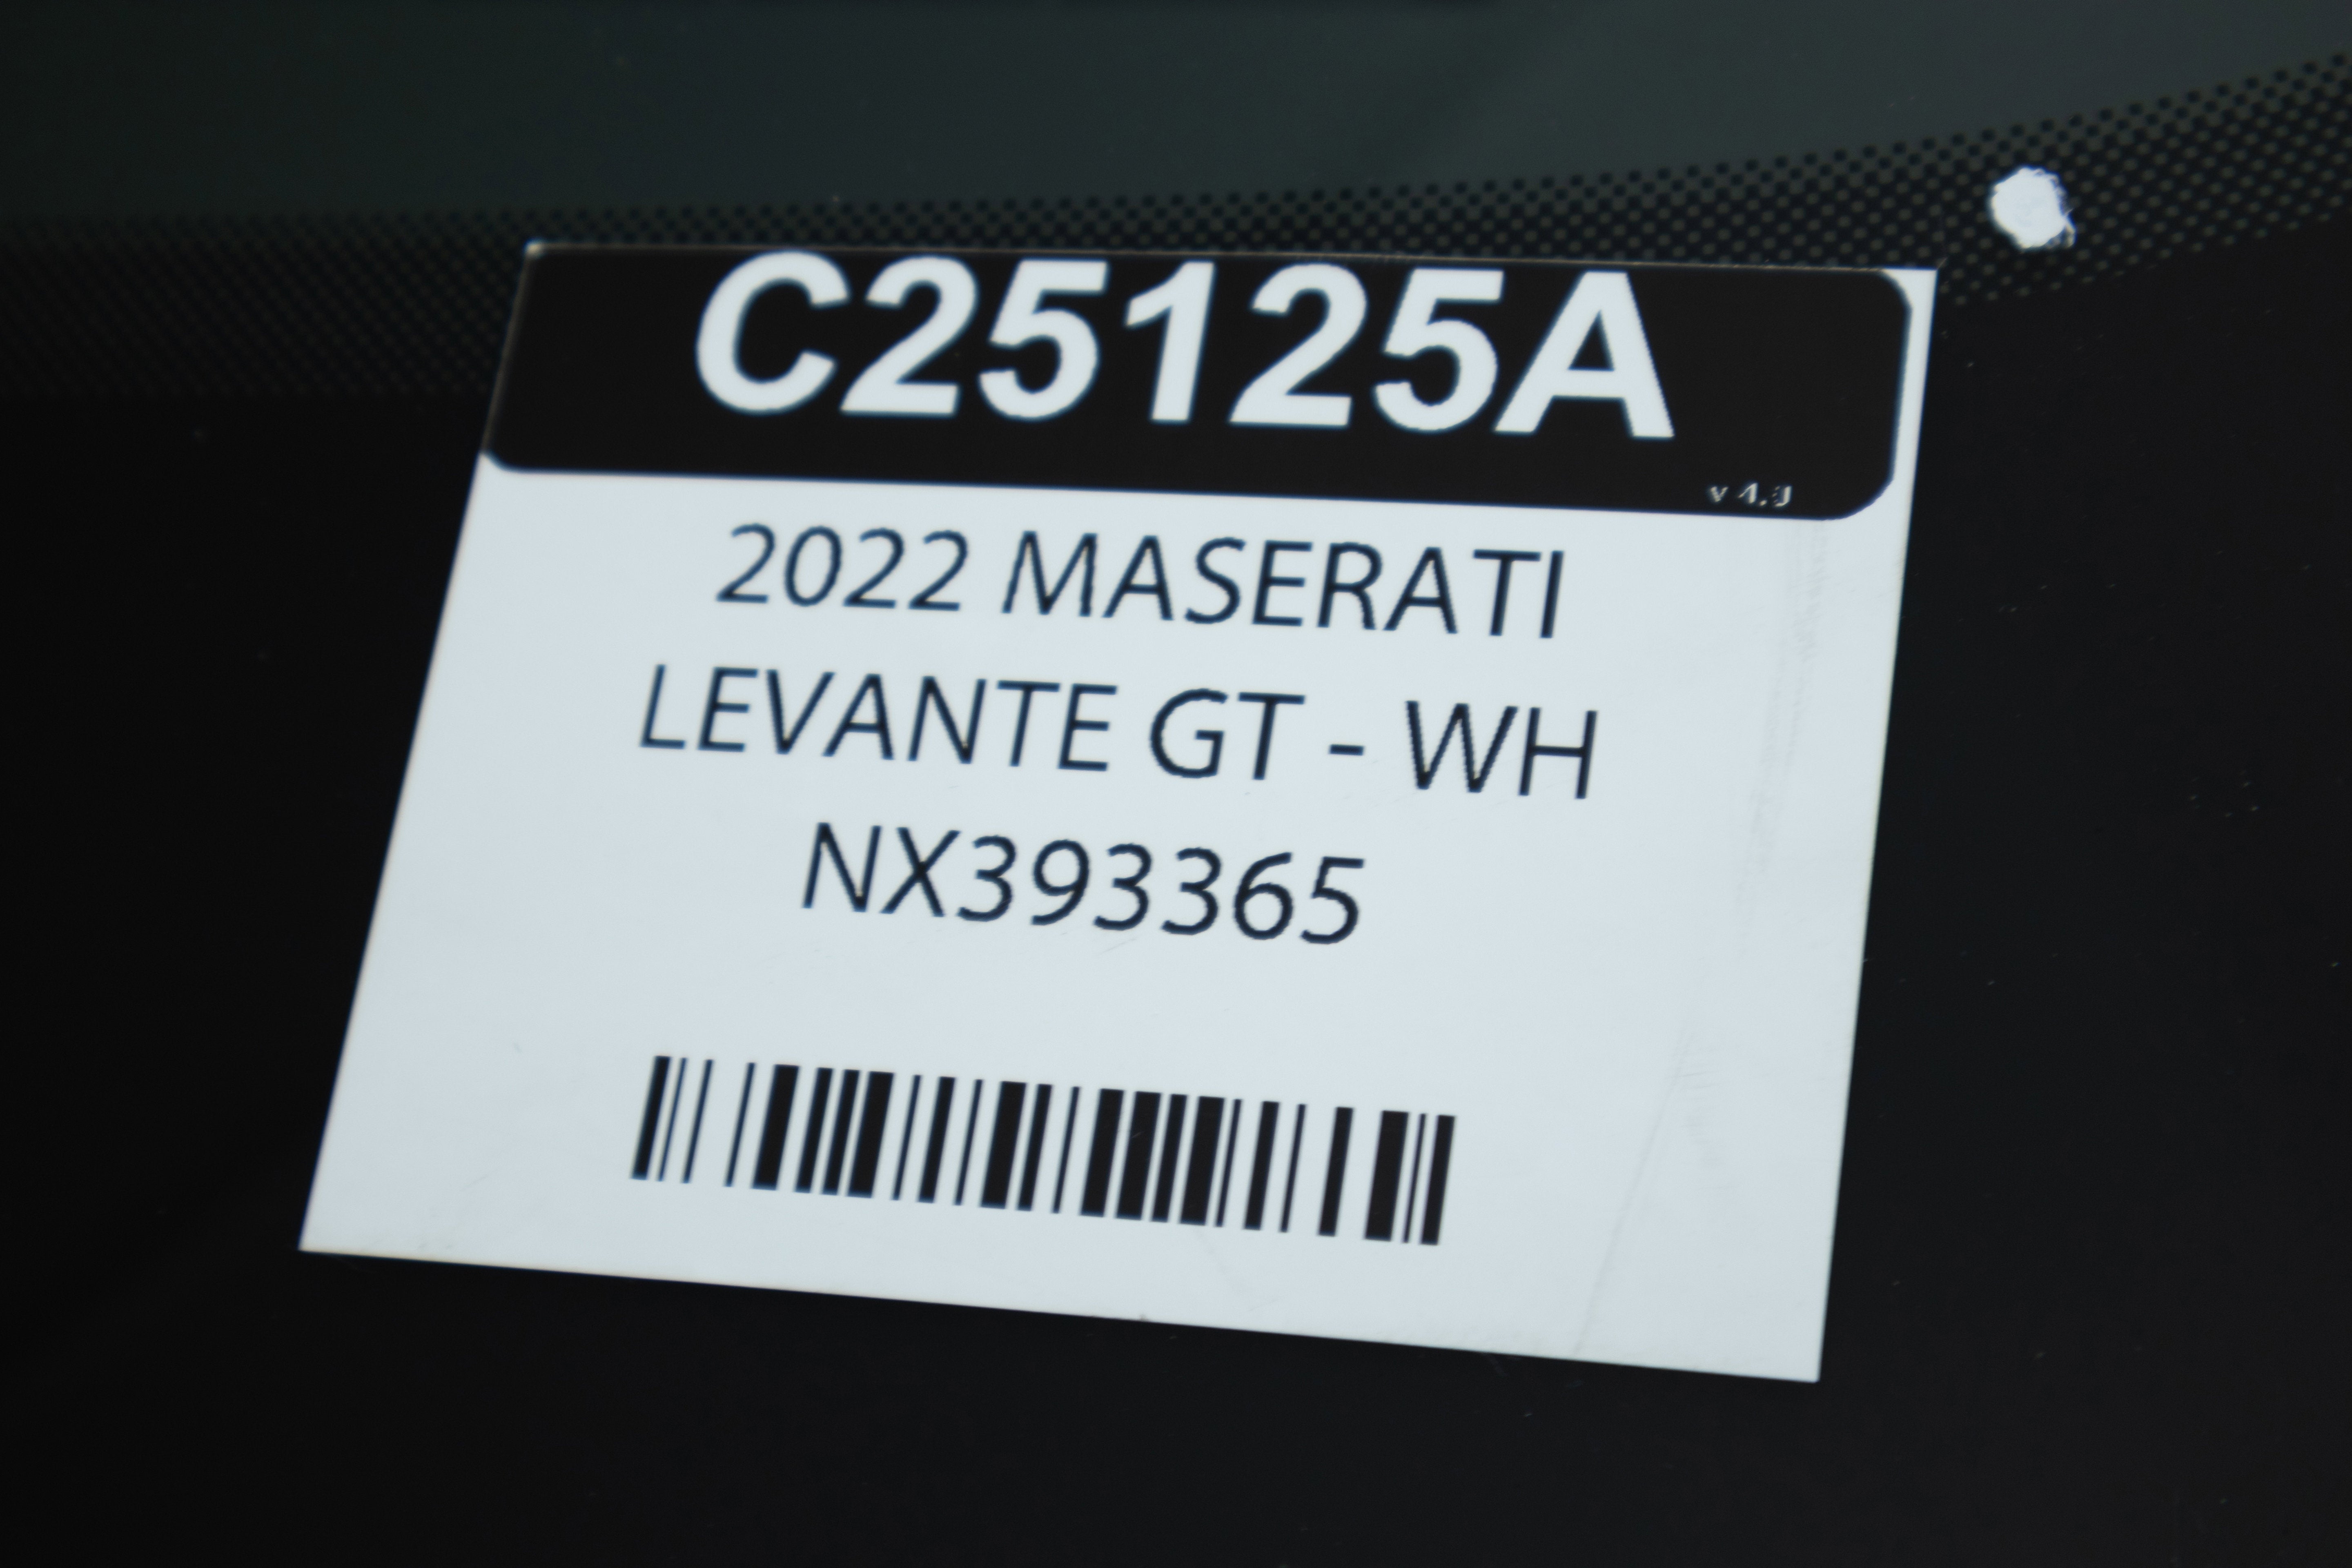 C25125A
2022 MASERATI
LEVANTE GT - WH
NX393365